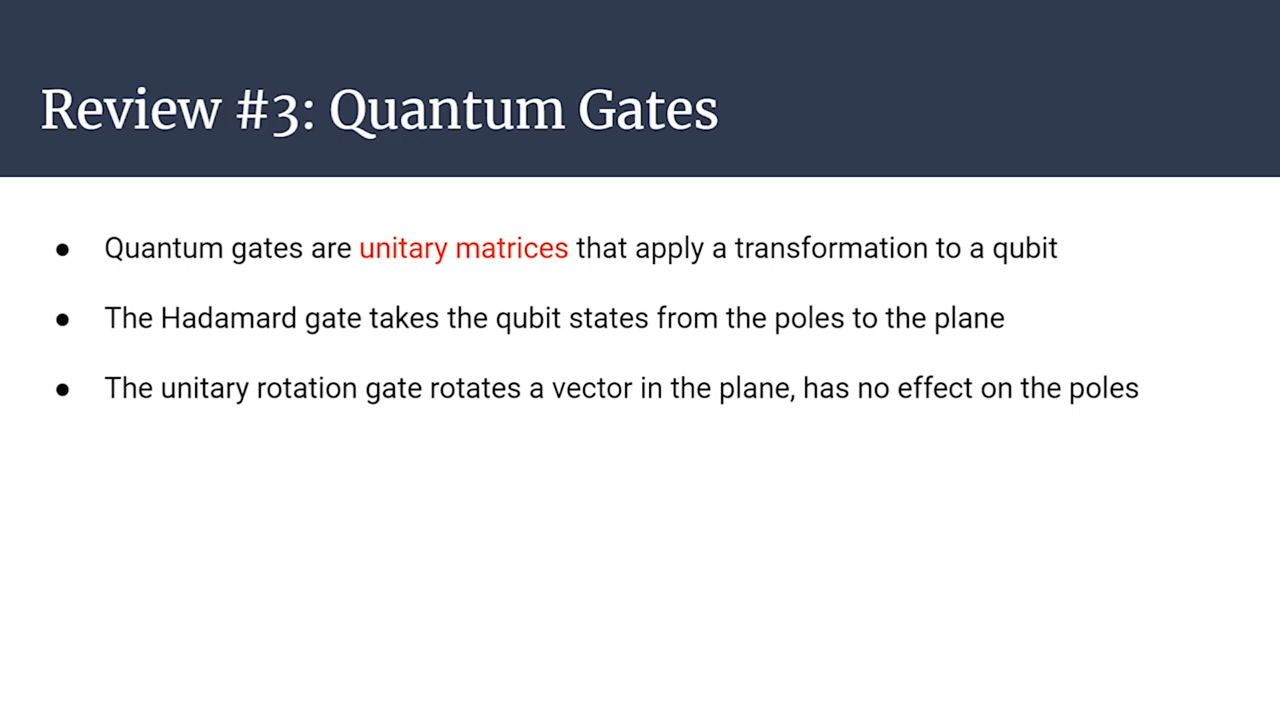 Review #3: Quantum Gates
● Quantum gates are unitary matrices that apply a transformation to a qubit
● The Hadamard gate takes the qubit states from the poles to the plane
● The unitary rotation gate rotates a vector in the plane, has no effect on the poles